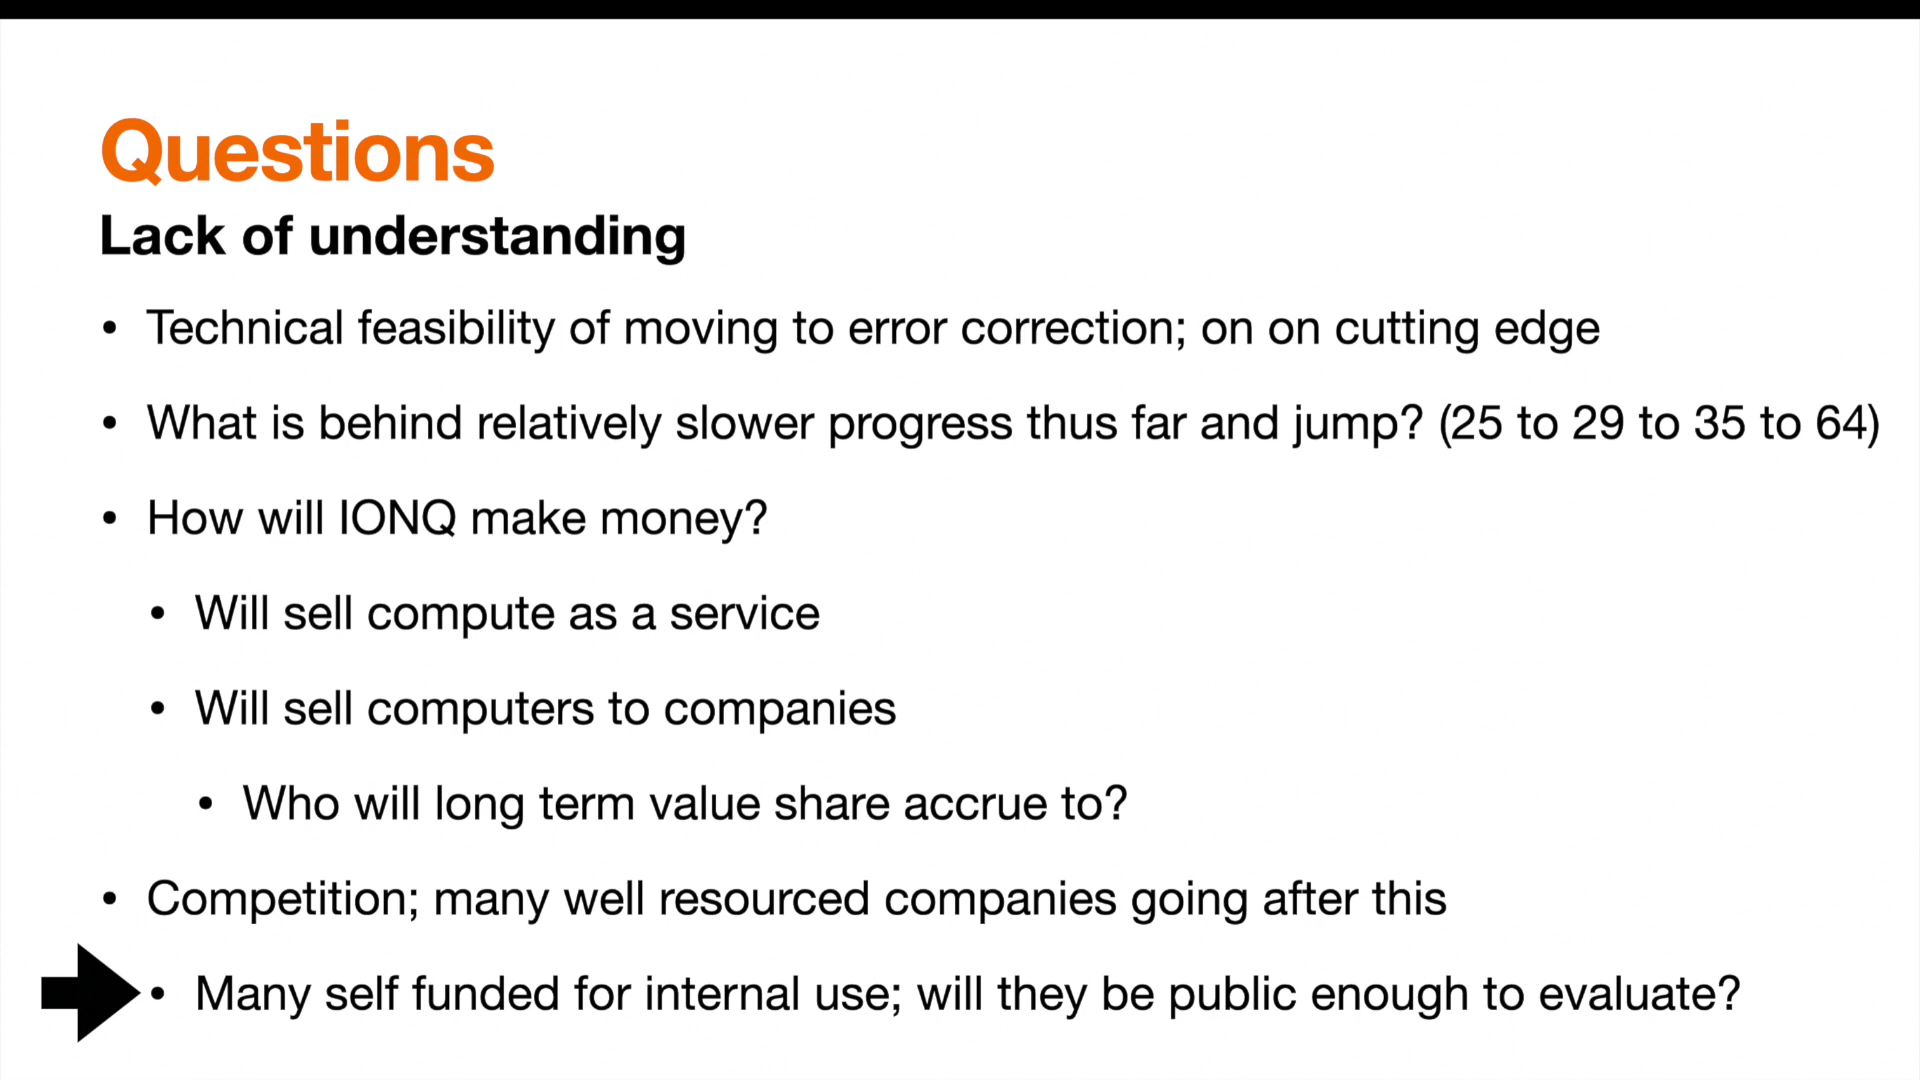 Questions
Lack of understanding
• Technical feasibility of moving to error correction; on on cutting edge
• What is behind relatively slower progress thus far and jump? (25 to 29 to 35 to 64)
• How will IONQ make money?
• Will sell compute as a service
• Will sell computers to companies
• Who will long term value share accrue to?
• Competition; many well resourced companies going after this
• Many self funded for internal use; will they be public enough to evaluate?